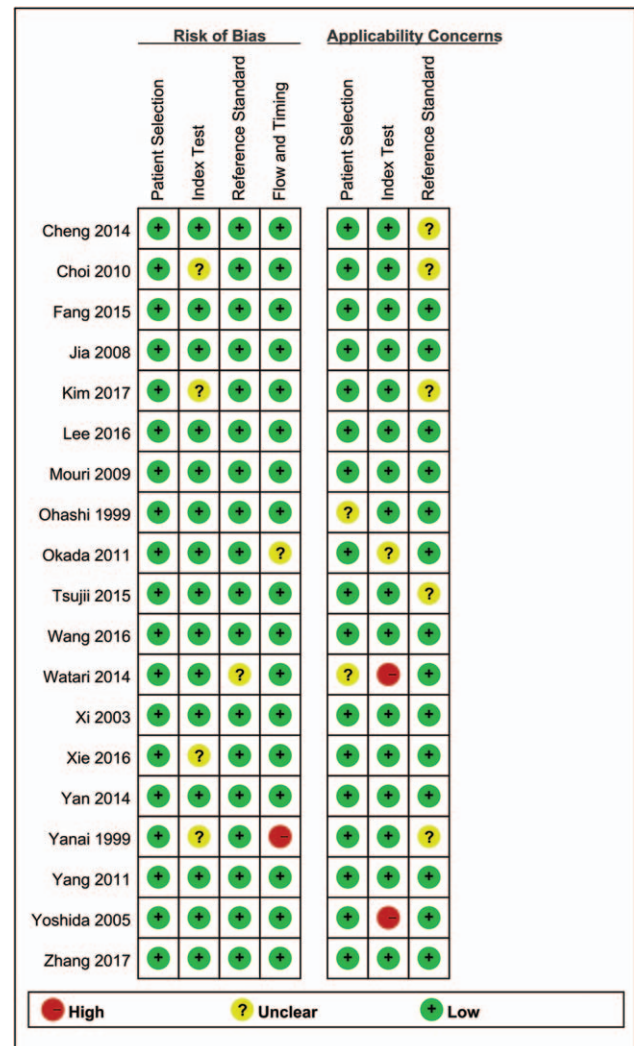 Risk of Bias Applicability Concerns
Patient Selection Index Test Reference Standard Flow and Timing Patient Selection Index Test Reference Standard
Cheng 2014 + + + + + + ?
Choi 2010 + ? + + + + ?
Fang 2015 + + + + + + +
Jia 2008 + + + + + + +
Kim 2017 + ? + + + + ?
Lee 2016 + + + + + + +
Mouri 2009 + + + + + + +
Ohashi 1999 + + + + ? + +
Okada 2011 + + + ? + ? +
Tsujii 2015 + + + + + + ?
Wang 2016 + + + + + + +
Watari 2014 + + ? + ? - +
Xi 2003 + + + + + + +
Xie 2016 + ? + + + + +
Yan 2014 + + + + + + +
Yanai 1999 + ? + - + + ?
Yang 2011 + + + + + + +
Yoshida 2005 + + + + + - +
Zhang 2017 + + + + + + +
- High ? Unclear + Low